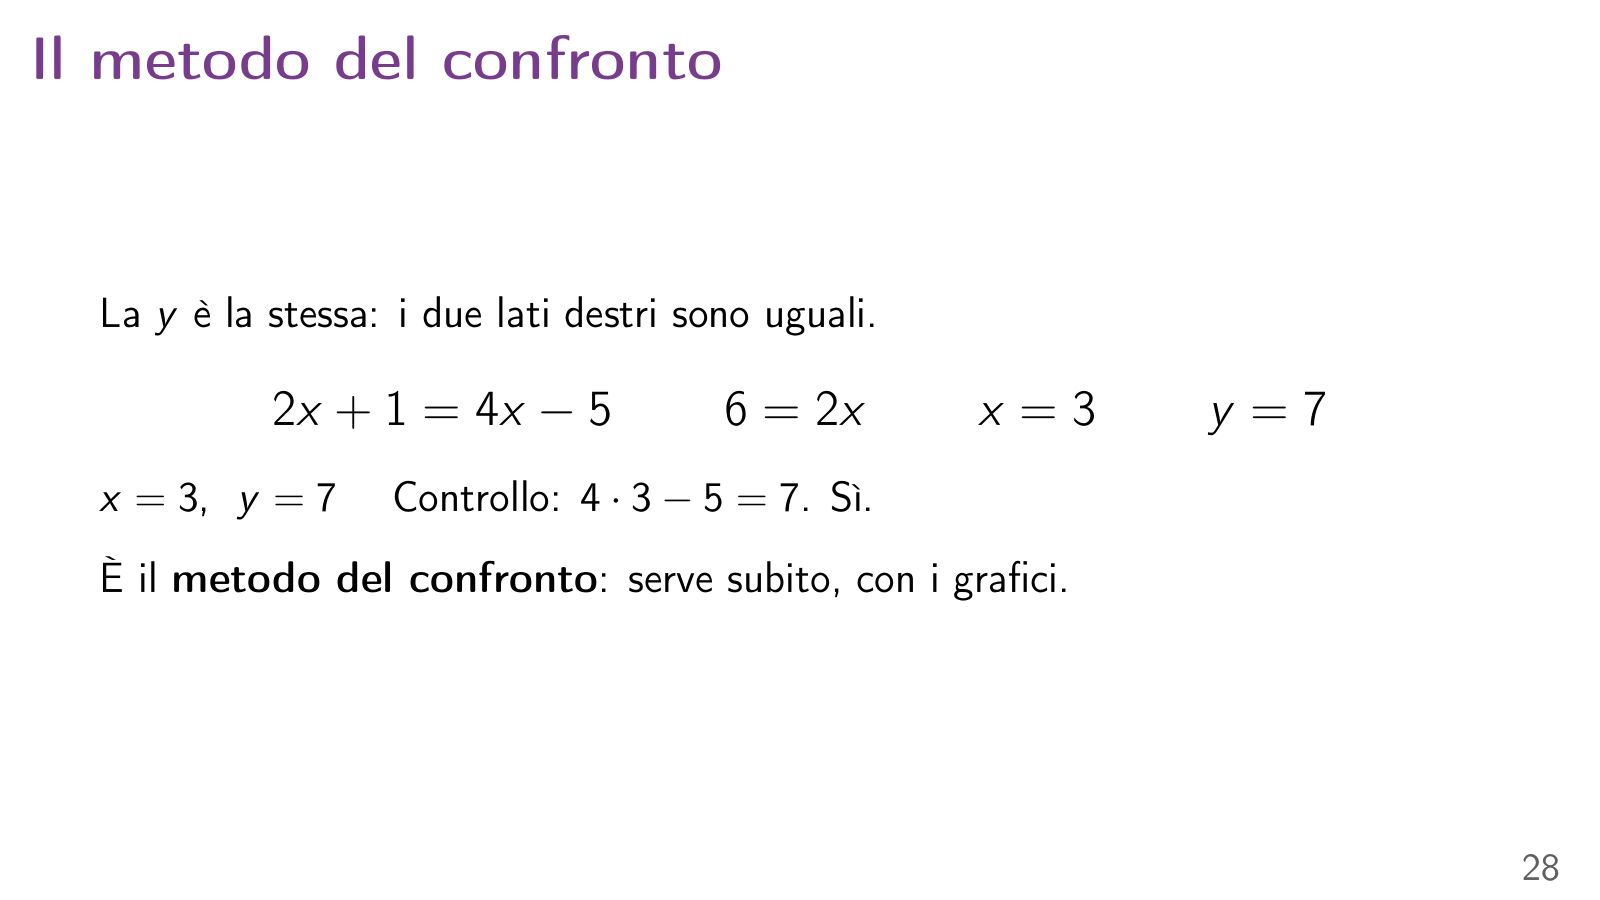 Il metodo del confronto
La y è la stessa: i due lati destri sono uguali.
2x + 1 = 4x − 5 6 = 2x x = 3 y = 7
x = 3, y = 7 Controllo: 4 · 3 − 5 = 7. Sì.
È il metodo del confronto: serve subito, con i grafici.
28